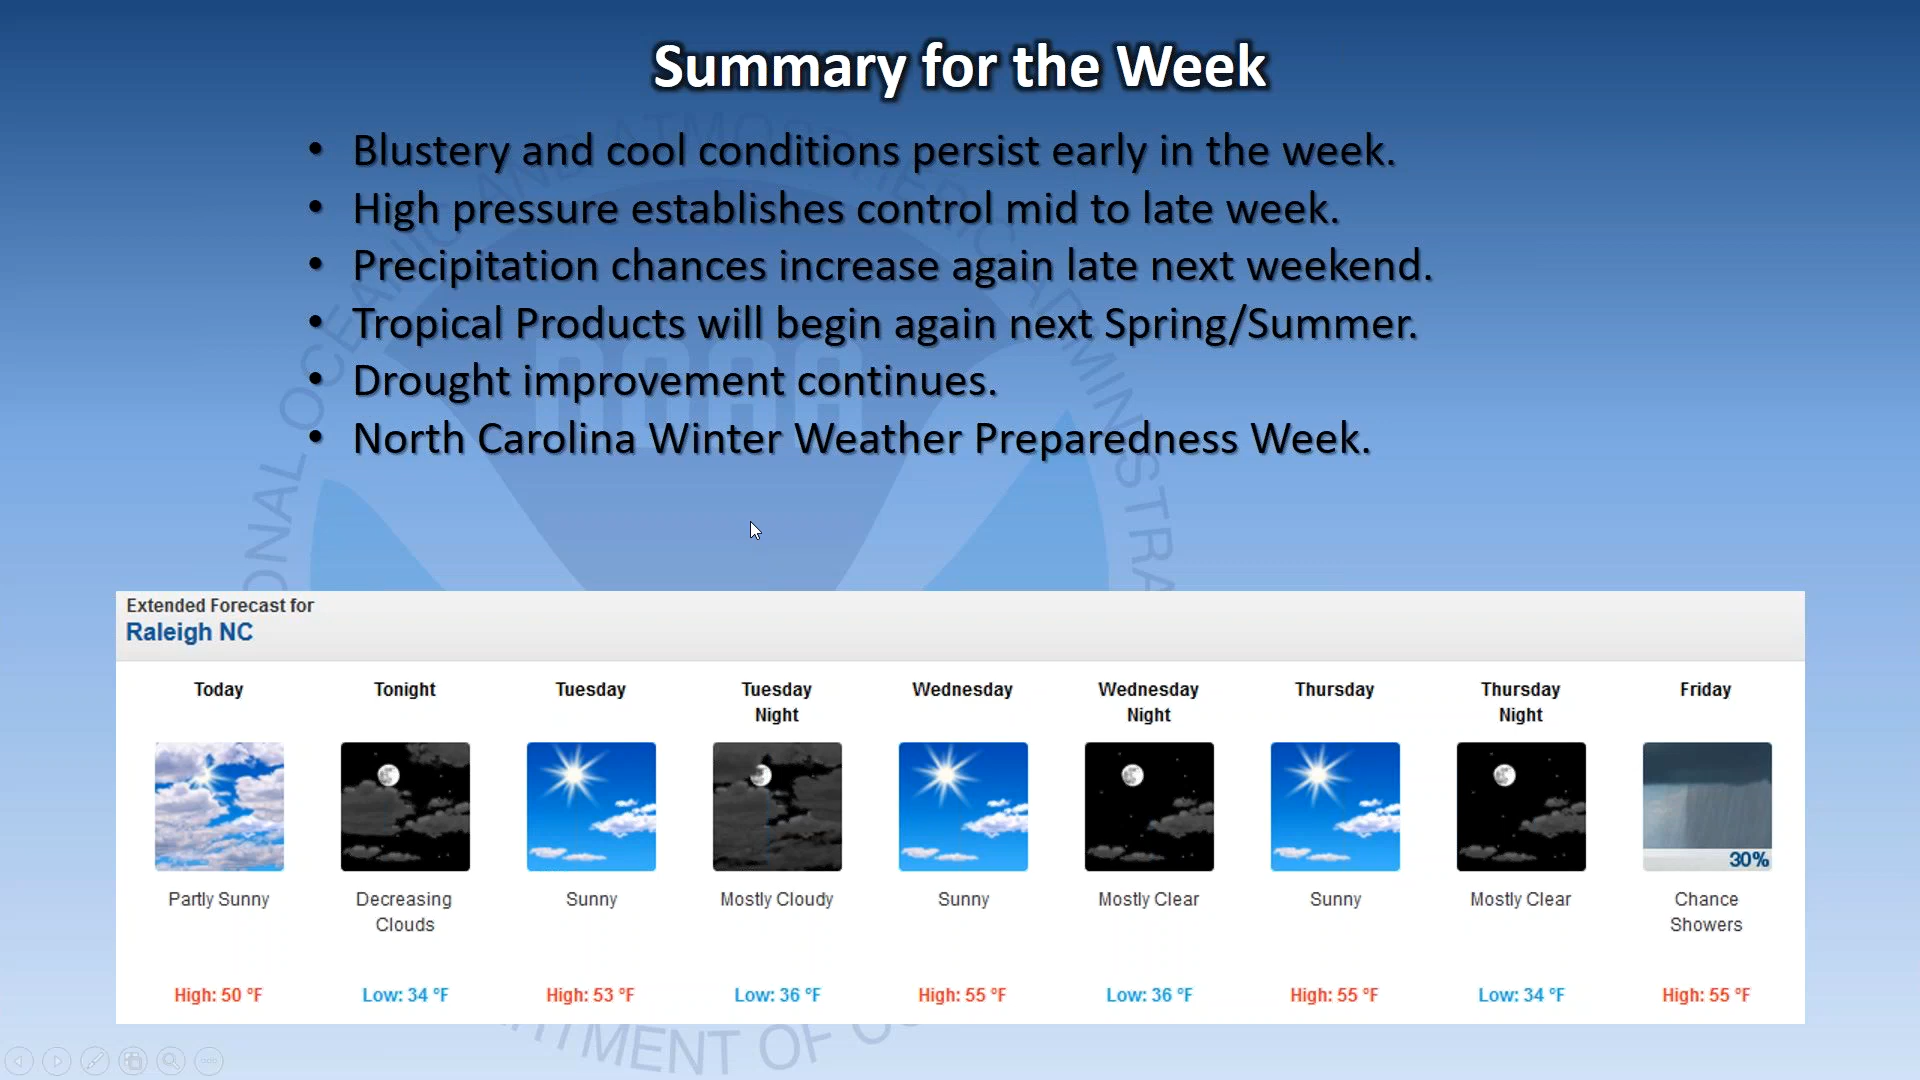 Summary for the Week
• Blustery and cool conditions persist early in the week.
• High pressure establishes control mid to late week.
• Precipitation chances increase again late next weekend.
• Tropical Products will begin again next Spring/Summer.
• Drought improvement continues.
• North Carolina Winter Weather Preparedness Week.
Extended Forecast for
Raleigh NC
Today Tonight Tuesday Tuesday Night Wednesday Wednesday Night Thursday Thursday Night Friday
30%
Partly Sunny Decreasing Clouds Sunny Mostly Cloudy Sunny Mostly Clear Sunny Mostly Clear Chance Showers
High: 50 °F Low: 34 °F High: 53 °F Low: 36 °F High: 55 °F Low: 36 °F High: 55 °F Low: 34 °F High: 55 °F